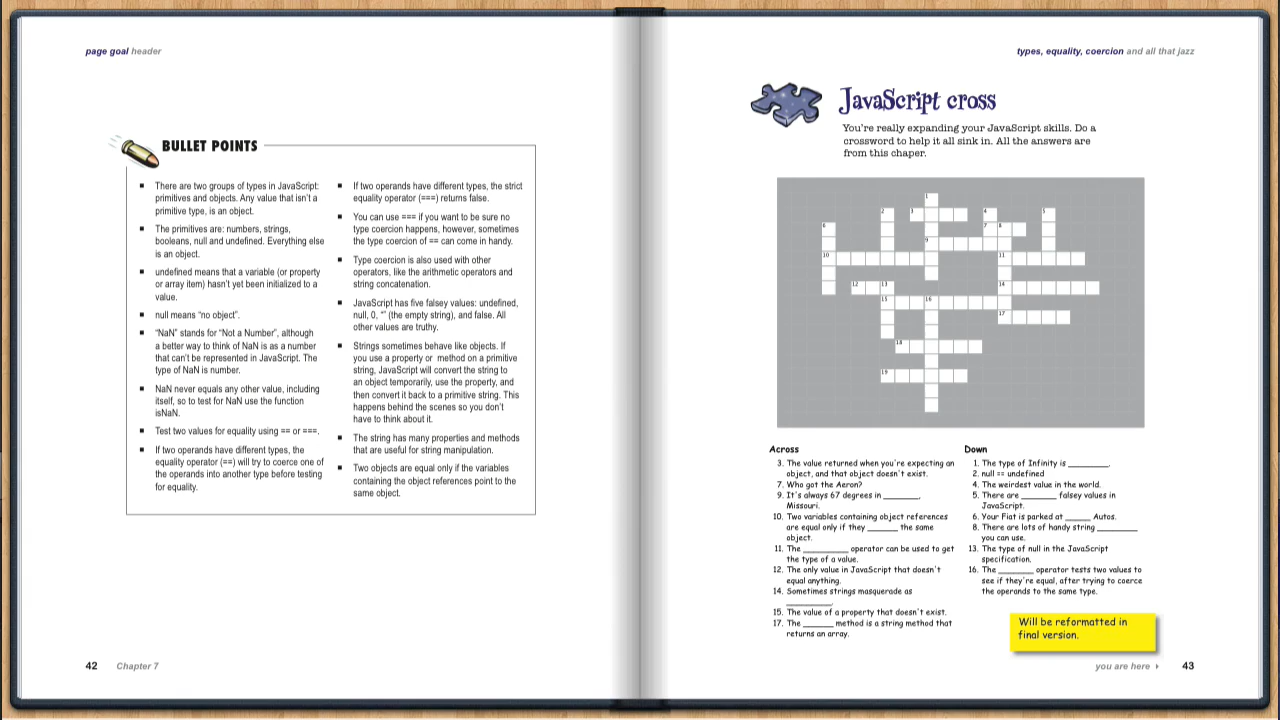 page goal header
BULLET POINTS
There are two groups of types in JavaScript:
primitives and objects. Any value that isn't a
primitive type, is an object.
The primitives are: numbers, strings,
booleans, null and undefined. Everything else
is an object.
undefined means that a variable (or property
or array item) hasn't yet been initialized to a
value.
null means "no object".
"NaN" stands for "Not a Number", although
a better way to think of NaN is as a number
that can't be represented in JavaScript. The
type of NaN is number.
NaN never equals any other value, including
itself, so to test for NaN use the function
isNaN.
Test two values for equality using == or ===.
If two operands have different types, the
equality operator (==) will try to coerce one of
the operands into another type before testing
for equality.
If two operands have different types, the strict
equality operator (===) returns false.
You can use === if you want to be sure no
type coercion happens, however, sometimes
the type coercion of == can come in handy.
Type coercion is also used with other
operators, like the arithmetic operators and
string concatenation.
JavaScript has five falsey values: undefined,
null, 0, "" (the empty string), and false. All
other values are truthy.
Strings sometimes behave like objects. If
you use a property or method on a primitive
string, JavaScript will convert the string to
an object temporarily, use the property, and
then convert it back to a primitive string. This
happens behind the scenes so you don't
have to think about it.
The string has many properties and methods
that are useful for string manipulation.
Two objects are equal only if the variables
containing the object references point to the
same object.
42 Chapter 7
types, equality, coercion and all that jazz
JavaScript cross
You're really expanding your JavaScript skills. Do a
crossword to help it all sink in. All the answers are
from this chaper.
1
2 3 4 5
6 7 8
9
10 11
12 13 14
15 16
17
18
19
Across
3. The value returned when you're expecting an
object, and that object doesn't exist.
7. Who got the Aeron?
9. It's always 67 degrees in ________,
Missouri.
10. Two variables containing object references
are equal only if they ______ the same
object.
11. The _________ operator can be used to get
the type of a value.
12. The only value in JavaScript that doesn't
equal anything.
14. Sometimes strings masquerade as
_________.
15. The value of a property that doesn't exist.
17. The ______ method is a string method that
returns an array.
Down
1. The type of Infinity is ________.
2. null == undefined
4. The weirdest value in the world.
5. There are _______ falsey values in
JavaScript.
6. Your Fiat is parked at _____ Autos.
8. There are lots of handy string ________
you can use.
13. The type of null in the JavaScript
specification.
16. The _______ operator tests two values to
see if they're equal, after trying to coerce
the operands to the same type.
Will be reformatted in
final version.
you are here 43